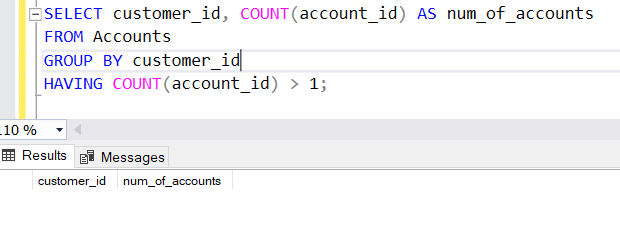 SELECT customer_id, COUNT(account_id) AS num_of_accounts
FROM Accounts
GROUP BY customer_id
HAVING COUNT(account_id) > 1;
.10 %
Results Messages
customer_id num_of_accounts